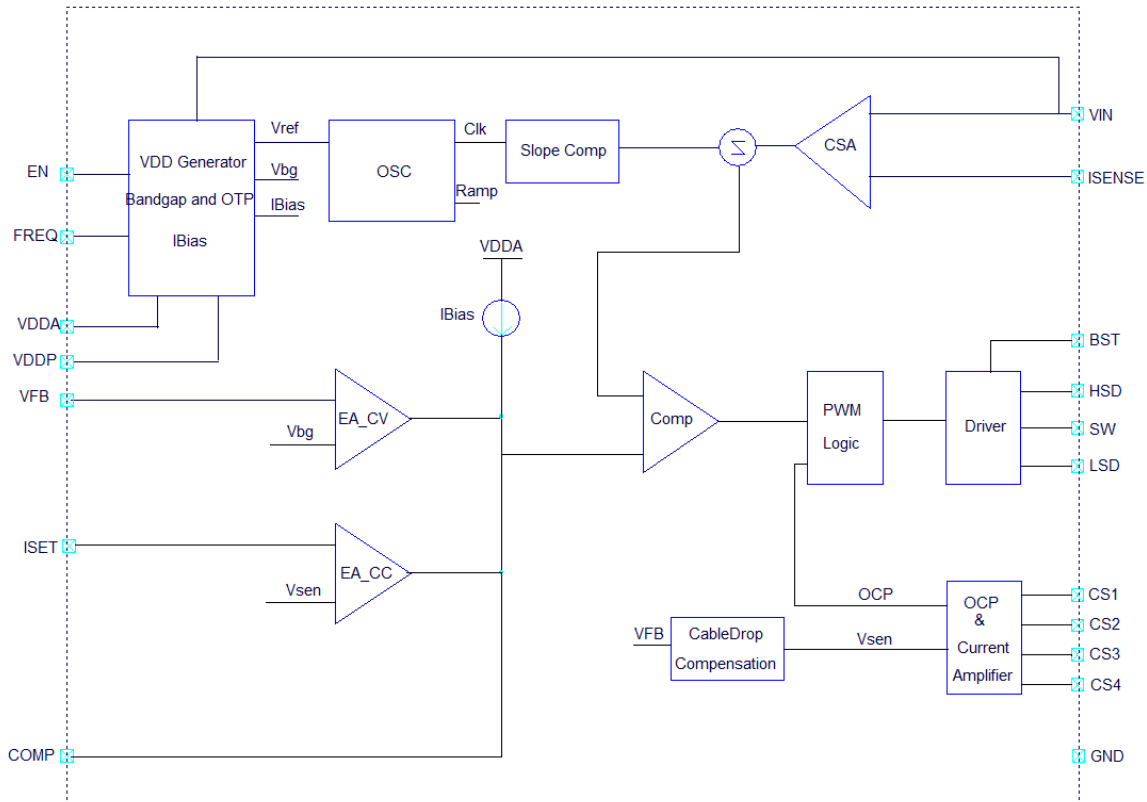 VIN
Vref
Clk
CSA
Slope Comp
Σ
VDD Generator
OSC
EN
Vbg
ISENSE
Bandgap and OTP
Ramp
IBias
FREQ
IBias
VDDA
IBias
VDDA
BST
VDDP
VFB
HSD
EA_CV
Comp
PWM
Logic
Driver
SW
Vbg
LSD
ISET
EA_CC
Vsen
OCP
OCP
&
Current
Amplifier
CS1
CS2
CS3
CS4
VFB
CableDrop
Compensation
Vsen
COMP
GND